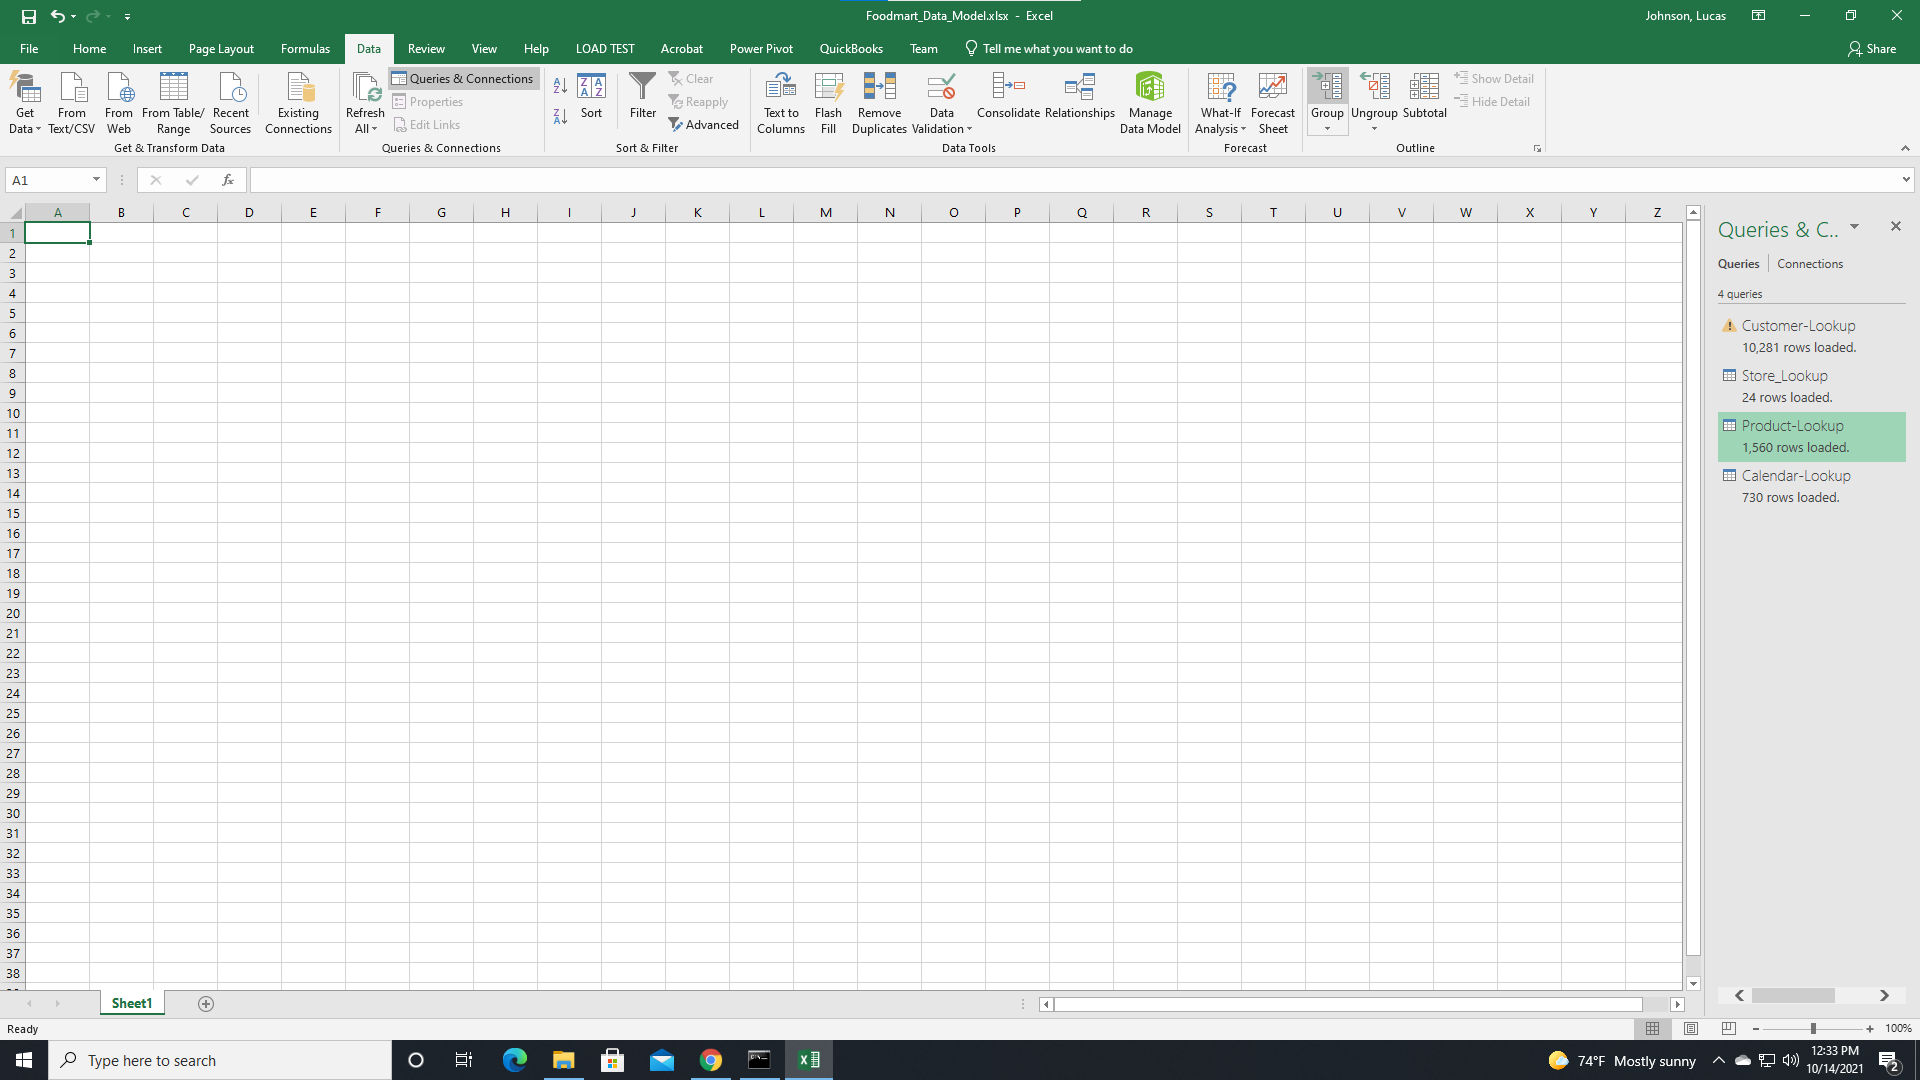 Foodmart_Data_Model.xlsx - Excel
Johnson, Lucas
File Home Insert Page Layout Formulas Data Review View Help LOAD TEST Acrobat Power Pivot QuickBooks Team Tell me what you want to do Share
Get Data
From Text/CSV
From Web
From Table/ Range
Recent Sources
Existing Connections
Get & Transform Data
Refresh All
Queries & Connections
Properties
Edit Links
Queries & Connections
Sort
Filter
Clear
Reapply
Advanced
Sort & Filter
Text to Columns
Flash Fill
Remove Duplicates
Data Validation
Consolidate
Relationships
Manage Data Model
Data Tools
What-If Analysis
Forecast Sheet
Forecast
Group
Ungroup
Subtotal
Show Detail
Hide Detail
Outline
A1
fx
A B C D E F G H I J K L M N O P Q R S T U V W X Y Z
1
2
3
4
5
6
7
8
9
10
11
12
13
14
15
16
17
18
19
20
21
22
23
24
25
26
27
28
29
30
31
32
33
34
35
36
37
38
Queries & C..
Queries Connections
4 queries
Customer-Lookup
10,281 rows loaded.
Store_Lookup
24 rows loaded.
Product-Lookup
1,560 rows loaded.
Calendar-Lookup
730 rows loaded.
Sheet1
Ready
100%
Type here to search
74°F Mostly sunny
12:33 PM
10/14/2021
2